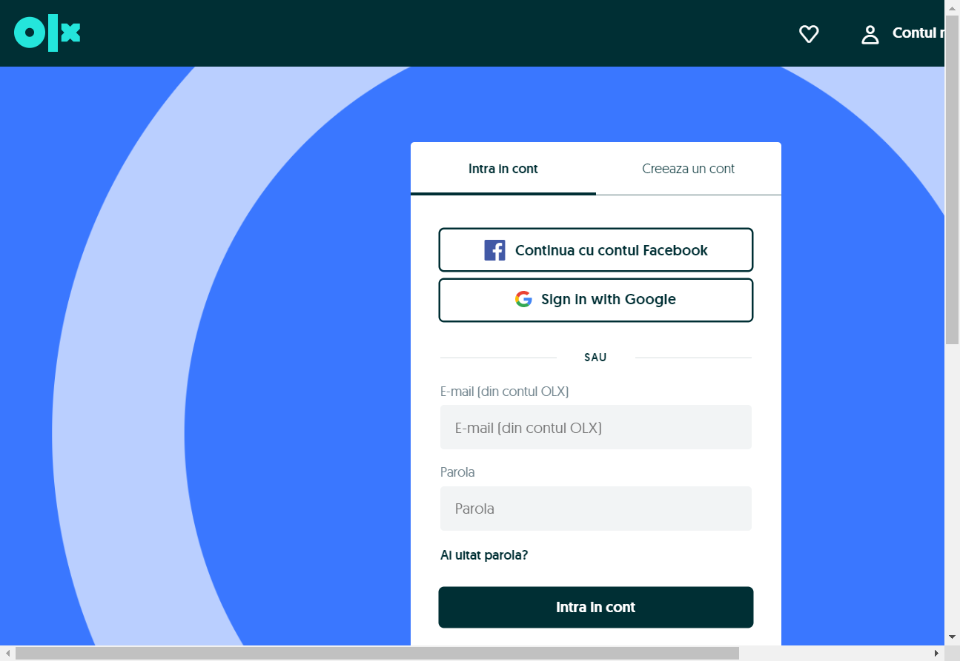 olx
Contul
Intra in cont
Creeaza un cont
Continua cu contul Facebook
Sign in with Google
SAU
E-mail (din contul OLX)
E-mail (din contul OLX)
Parola
Parola
Ai uitat parola?
Intra in cont